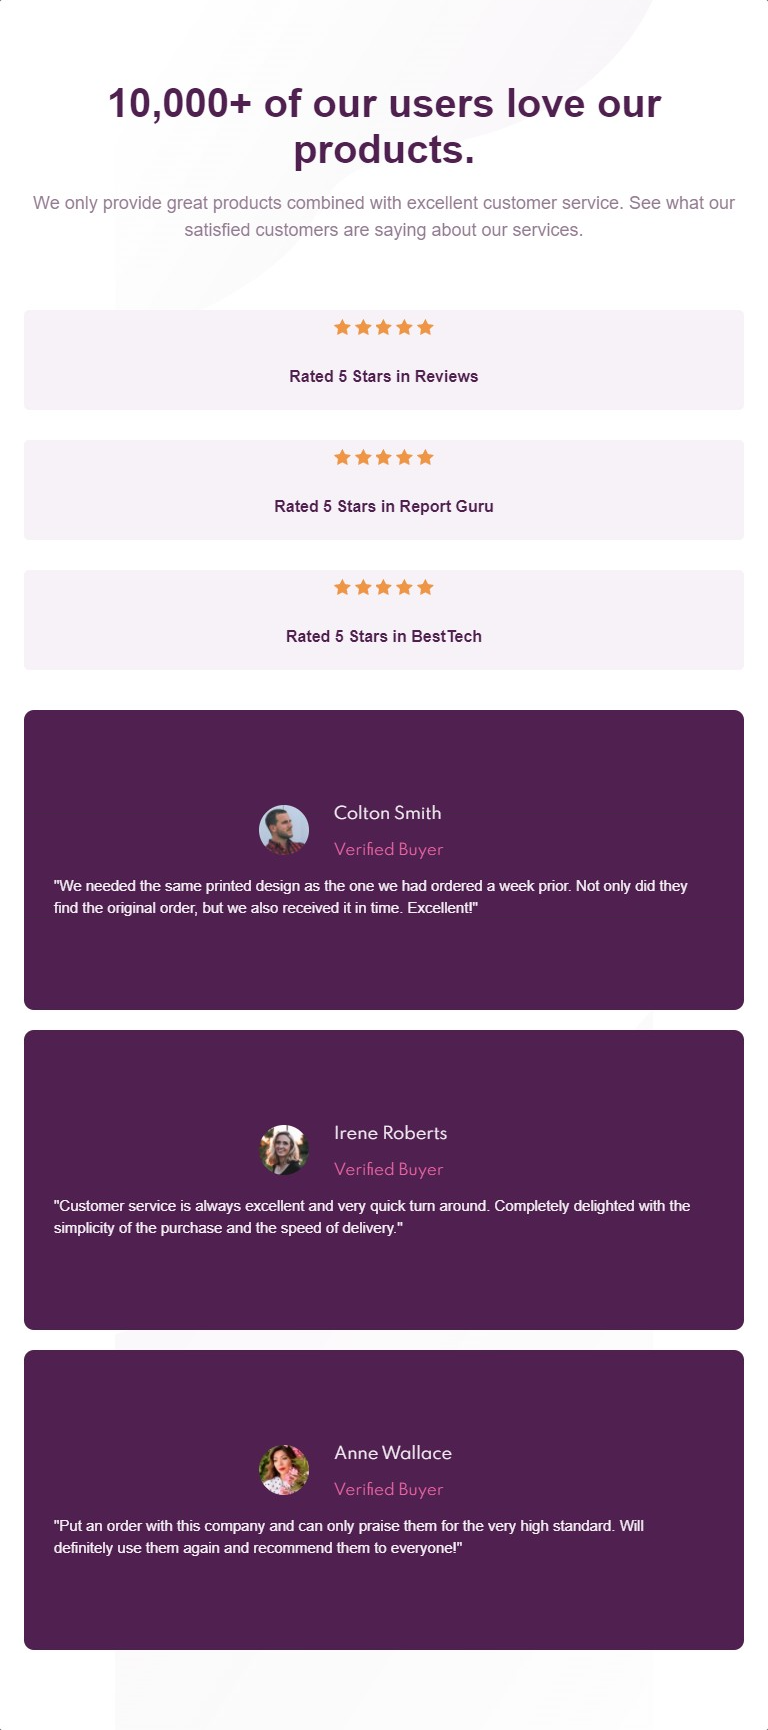 10,000+ of our users love our
products.
We only provide great products combined with excellent customer service. See what our
satisfied customers are saying about our services.
Rated 5 Stars in Reviews
Rated 5 Stars in Report Guru
Rated 5 Stars in BestTech
Colton Smith
Verified Buyer
"We needed the same printed design as the one we had ordered a week prior. Not only did they
find the original order, but we also received it in time. Excellent!"
Irene Roberts
Verified Buyer
"Customer service is always excellent and very quick turn around. Completely delighted with the
simplicity of the purchase and the speed of delivery."
Anne Wallace
Verified Buyer
"Put an order with this company and can only praise them for the very high standard. Will
definitely use them again and recommend them to everyone!"